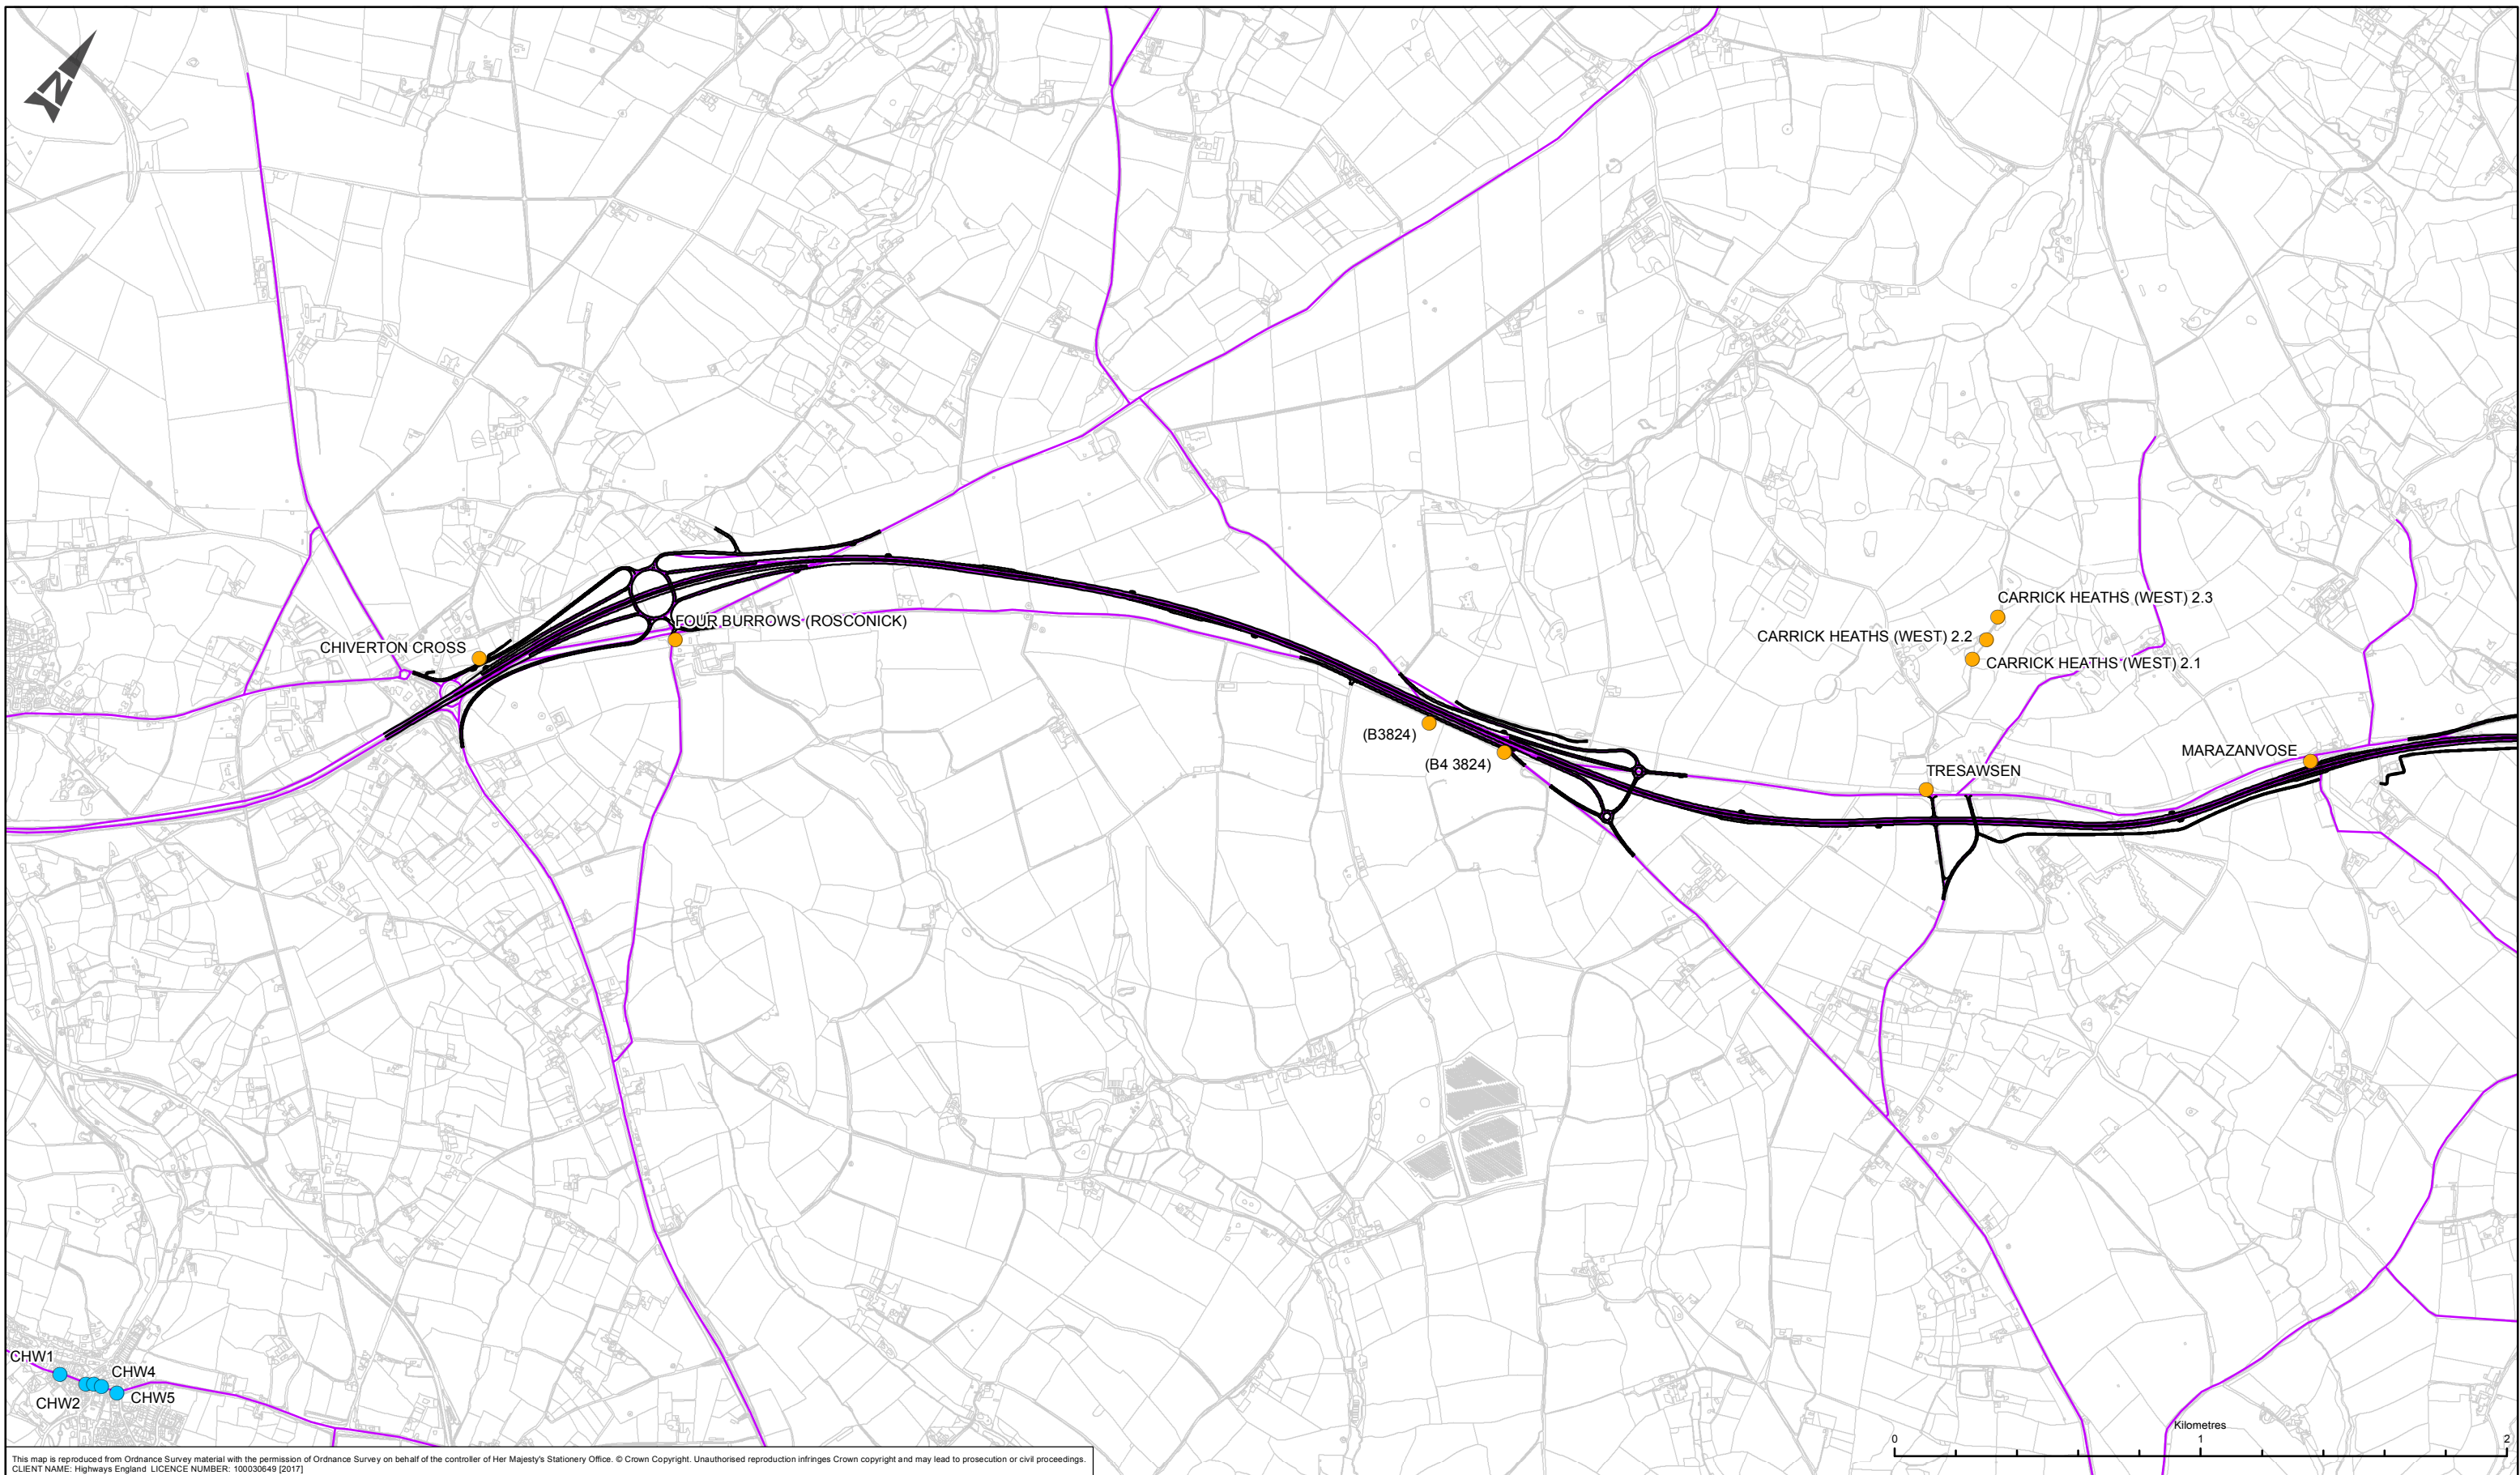 N
CARRICK HEATHS (WEST) 2.3
FOUR BURROWS (ROSCONICK)
CARRICK HEATHS (WEST) 2.2
CHIVERTON CROSS
CARRICK HEATHS (WEST) 2.1
(B3824)
MARAZANVOSE
(B4 3824)
TRESAWSEN
CHW1
CHW4
CHW2
CHW5
Kilometres
0 1 2
This map is reproduced from Ordnance Survey material with the permission of Ordnance Survey on behalf of the controller of Her Majesty's Stationery Office. © Crown Copyright. Unauthorised reproduction infringes Crown copyright and may lead to prosecution or civil proceedings.
CLIENT NAME: Highways England LICENCE NUMBER: 100030649 [2017]